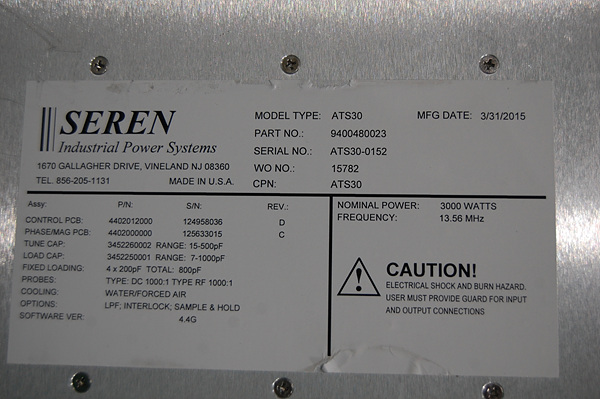 SEREN
Industrial Power Systems
1670 GALLAGHER DRIVE, VINELAND NJ 08360
TEL. 856-205-1131 MADE IN U.S.A.
MODEL TYPE: ATS30 MFG DATE: 3/31/2015
PART NO.: 9400480023
SERIAL NO.: ATS30-0152
WO NO.: 15782
CPN: ATS30
Assy: P/N: S/N: REV.:
CONTROL PCB: 4402012000 124958036 D
PHASE/MAG PCB: 4402000000 125633015 C
TUNE CAP: 3452260002 RANGE: 15-500pF
LOAD CAP: 3452250001 RANGE: 7-1000pF
FIXED LOADING: 4 x 200pF TOTAL: 800pF
PROBES: TYPE: DC 1000:1 TYPE RF 1000:1
COOLING: WATER/FORCED AIR
OPTIONS: LPF; INTERLOCK; SAMPLE & HOLD
SOFTWARE VER: 4.4G
NOMINAL POWER: 3000 WATTS
FREQUENCY: 13.56 MHz
CAUTION!
ELECTRICAL SHOCK AND BURN HAZARD.
USER MUST PROVIDE GUARD FOR INPUT
AND OUTPUT CONNECTIONS